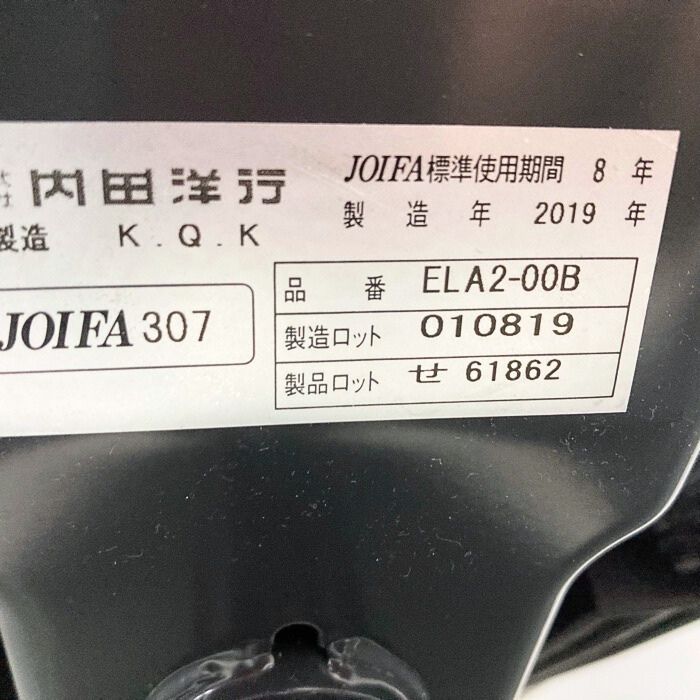 内田洋行
製造 K.Q.K
JOIFA 307
JOIFA標準使用期間 8 年
製造年 2019 年
品番 ELA2-00B
製造ロット 010819
製品ロット せ 61862